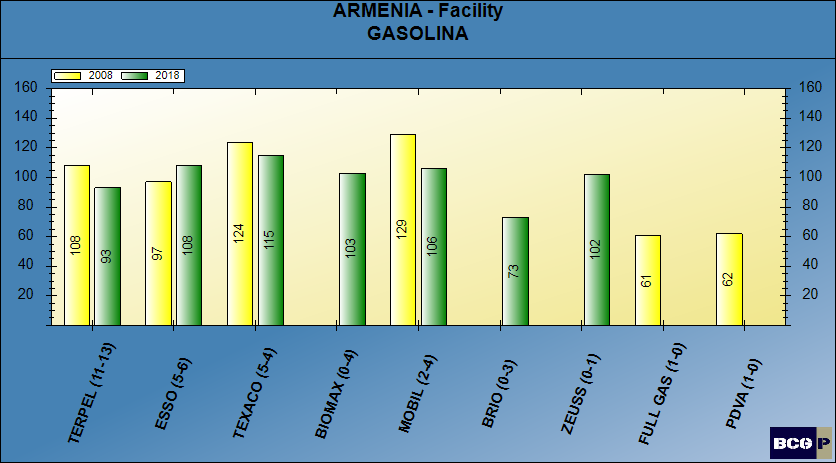 ARMENIA - Facility
GASOLINA
2008 2018
160 160
140 140
120 120
100 100
80 80
60 60
40 40
20 20
108 93 97 108 124 115 103 129 106 73 102 61 62
TERPEL (11-13)
ESSO (5-6)
TEXACO (5-4)
BIOMAX (0-4)
MOBIL (2-4)
BRIO (0-3)
ZEUSS (0-1)
FULL GAS (1-0)
PDVA (1-0)
BCG P